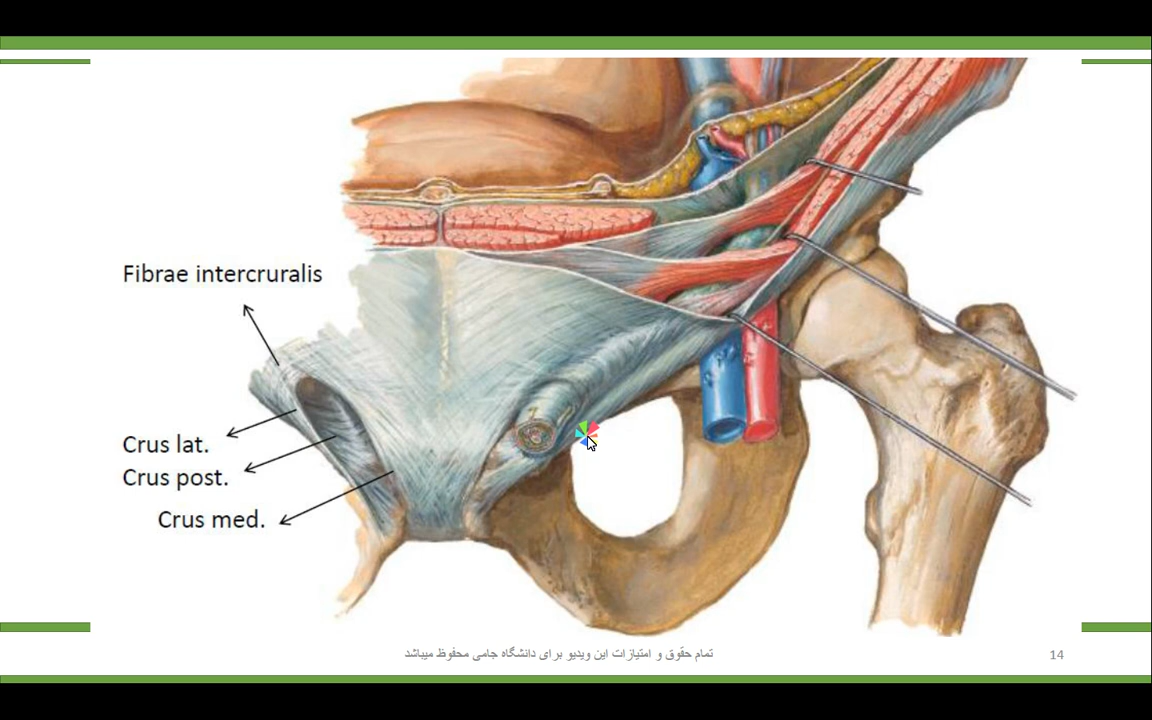 Fibrae intercruralis
Crus lat.
Crus post.
Crus med.
تمام حقوق و امتیازات این ویدیو برای دانشگاه جامی محفوظ میباشد
14